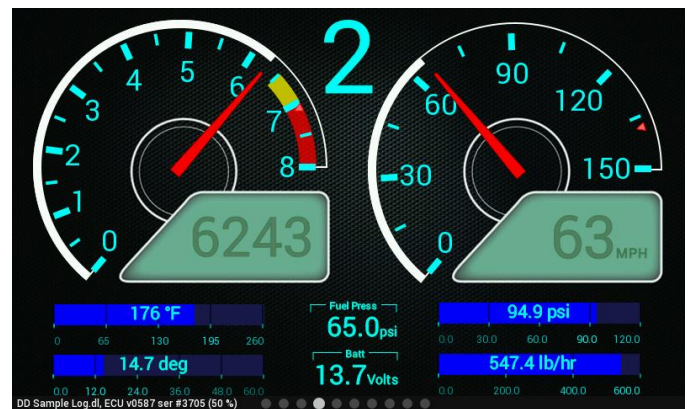 2
0
1
2
3
4
5
6
7
8
6243
0
30
60
90
120
150
63 MPH
176 °F
0 65 130 195 260
14.7 deg
0.0 12.0 24.0 36.0 48.0 60.0
Fuel Press
65.0psi
Batt
13.7Volts
94.9 psi
0.0 30.0 60.0 90.0 120.0
547.4 lb/hr
0.0 200.0 400.0 600.0
DD Sample Log.dl, ECU v0587 ser #3705 (50 %)